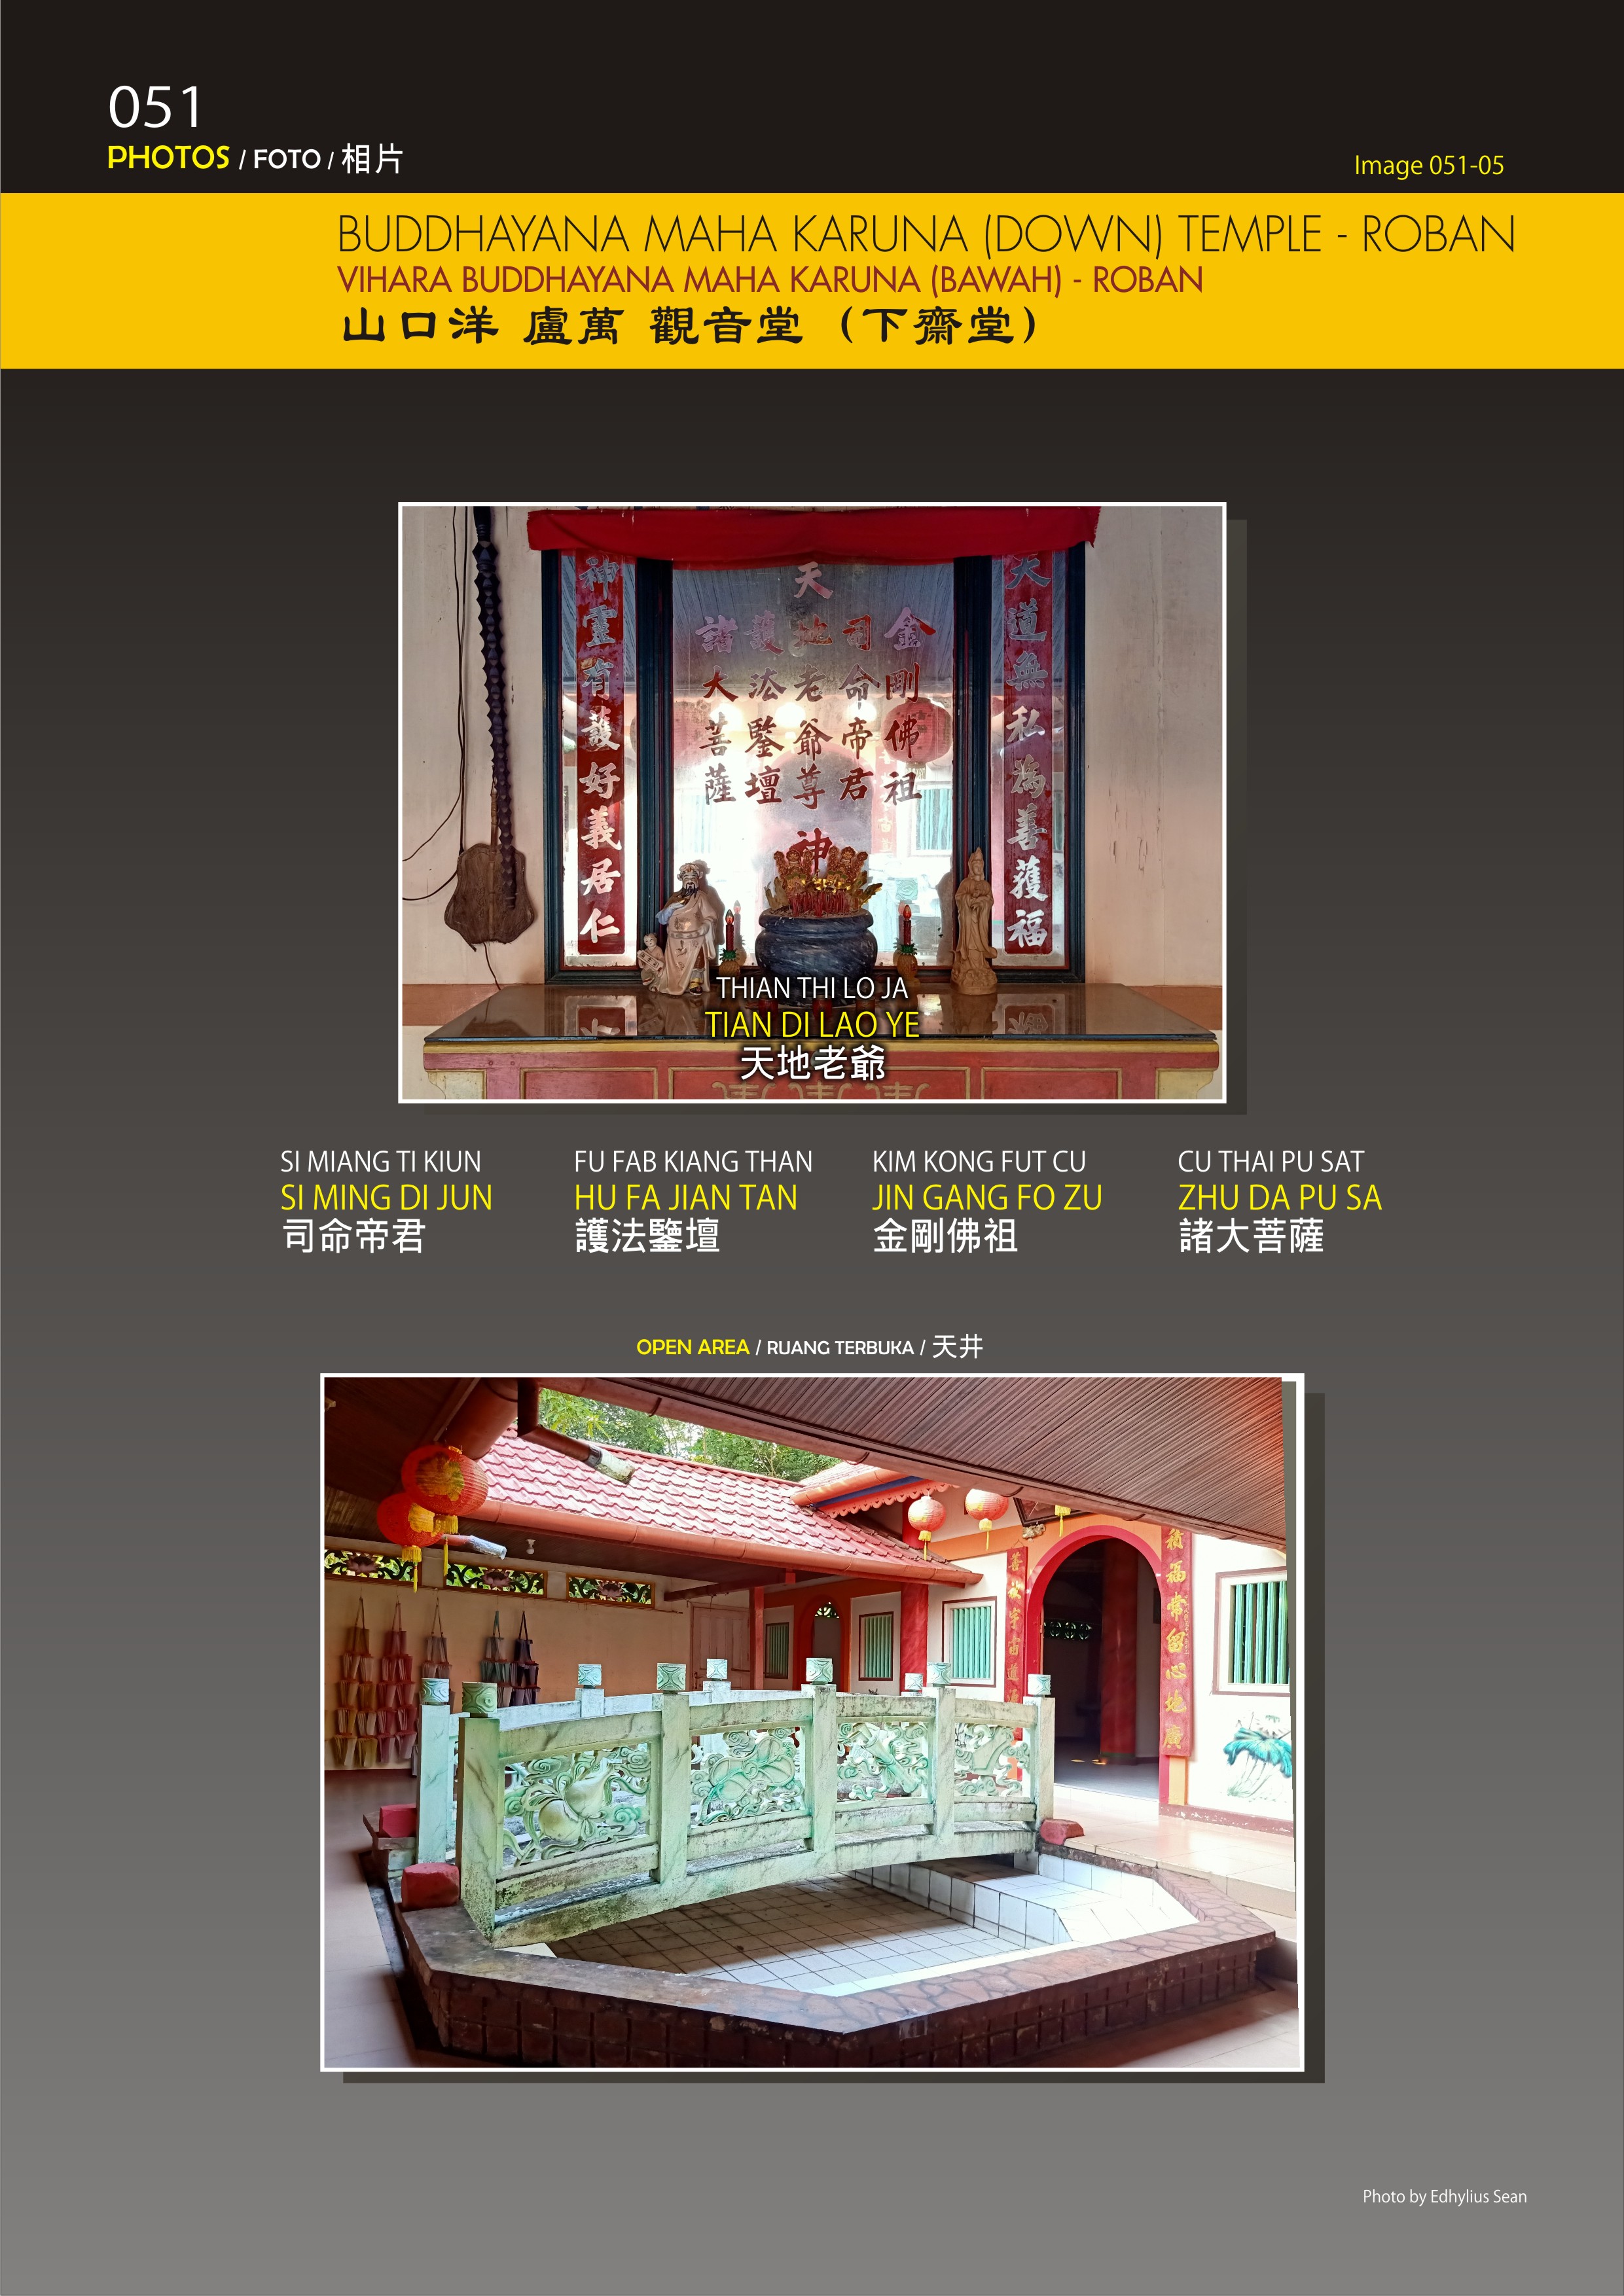 051
PHOTOS / FOTO / 相片
Image 051-05
BUDDHAYANA MAHA KARUNA (DOWN) TEMPLE - ROBAN
VIHARA BUDDHAYANA MAHA KARUNA (BAWAH) - ROBAN
山口洋 盧萬 觀音堂 (下齋堂)
天道無私為善獲福
金剛佛祖
司命帝君
天地老爺尊神
護法鑒壇
諸大菩薩
神靈有護好義居仁
THIAN THI LO JA
TIAN DI LAO YE
天地老爺
SI MIANG TI KIUN
SI MING DI JUN
司命帝君
FU FAB KIANG THAN
HU FA JIAN TAN
護法鑒壇
KIM KONG FUT CU
JIN GANG FO ZU
金剛佛祖
CU THAI PU SAT
ZHU DA PU SA
諸大菩薩
OPEN AREA / RUANG TERBUKA / 天井
福常留心地廣
Photo by Edhylius Sean